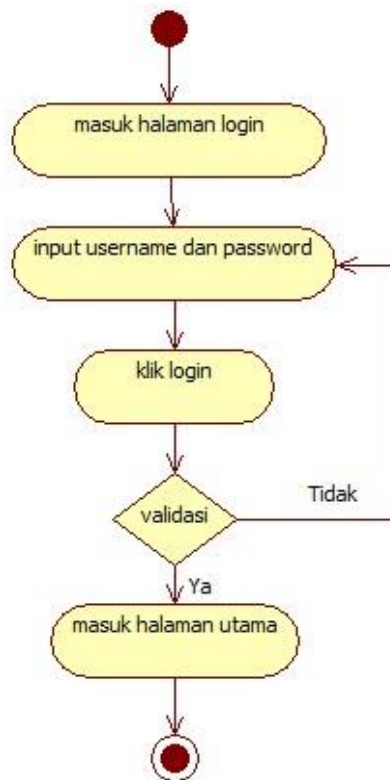 masuk halaman login
input username dan password
klik login
validasi
Tidak
Ya
masuk halaman utama